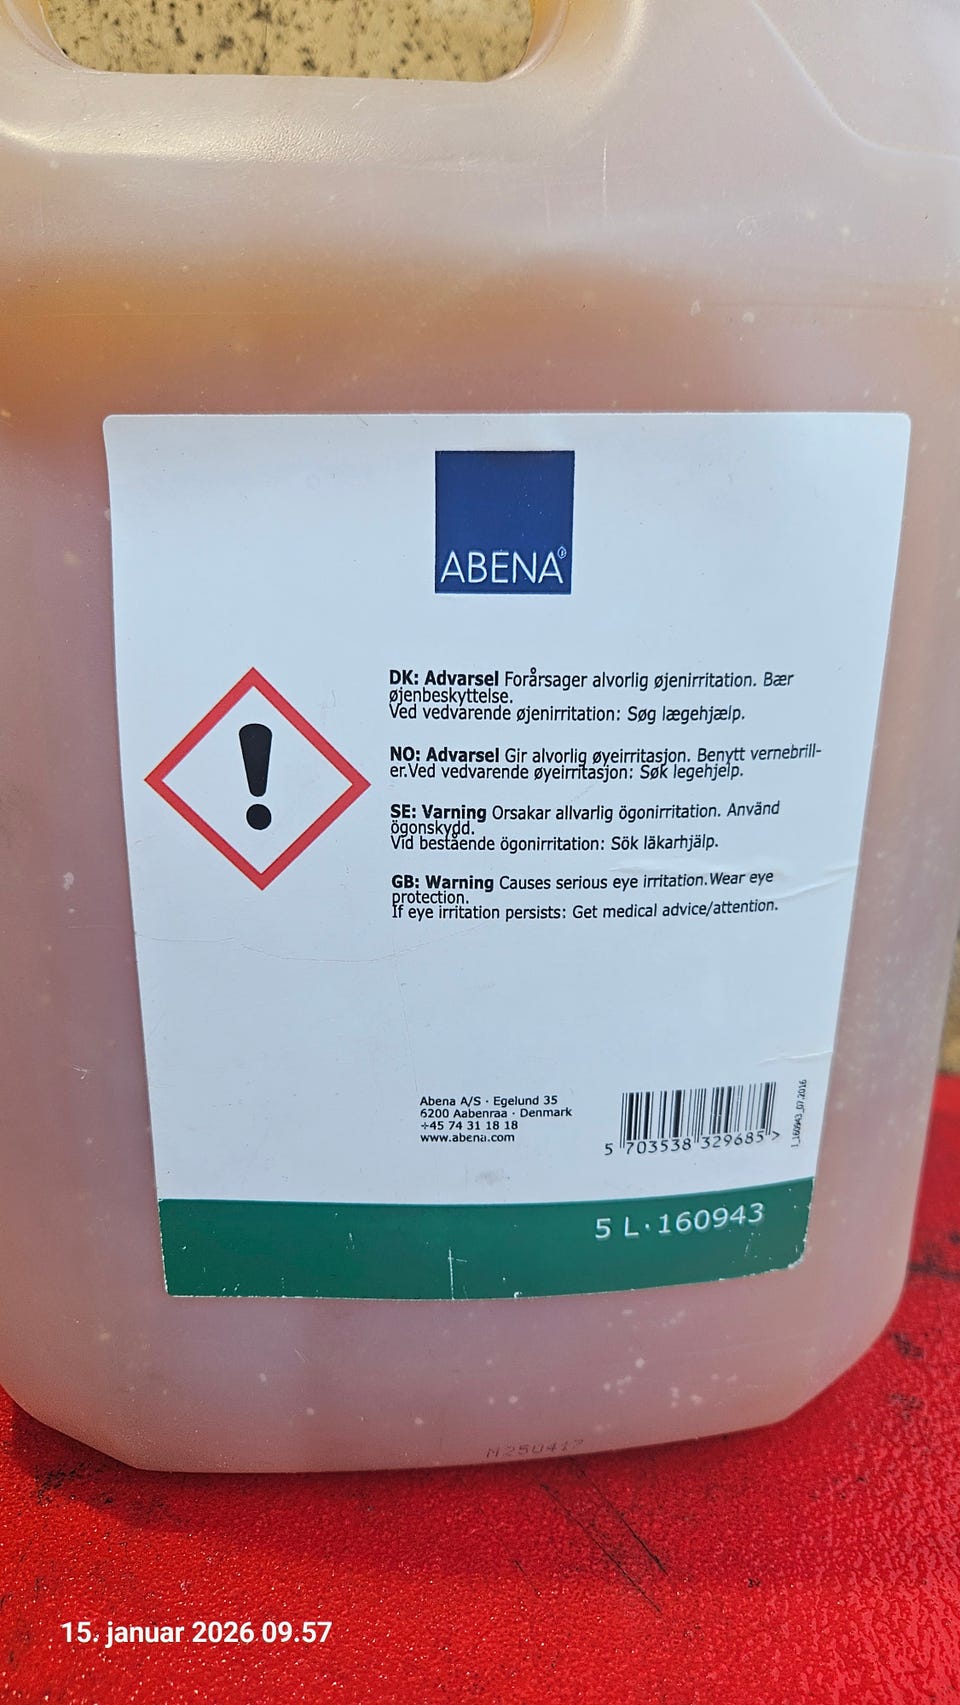 ABENA®
DK: Advarsel Forårsager alvorlig øjenirritation. Bær
øjenbeskyttelse.
Ved vedvarende øjenirritation: Søg lægehjælp.
NO: Advarsel Gir alvorlig øyeirritasjon. Benytt vernebrill-
er.Ved vedvarende øyeirritasjon: Søk legehjelp.
SE: Varning Orsakar allvarlig ögonirritation. Använd
ögonskydd.
Vid bestående ögonirritation: Sök läkarhjälp.
GB: Warning Causes serious eye irritation.Wear eye
protection.
If eye irritation persists: Get medical advice/attention.
Abena A/S · Egelund 35
6200 Aabenraa · Denmark
+45 74 31 18 18
www.abena.com
5 703538 329685 >
1_160943_07.2016
5 L·160943
M250417
15. januar 2026 09.57